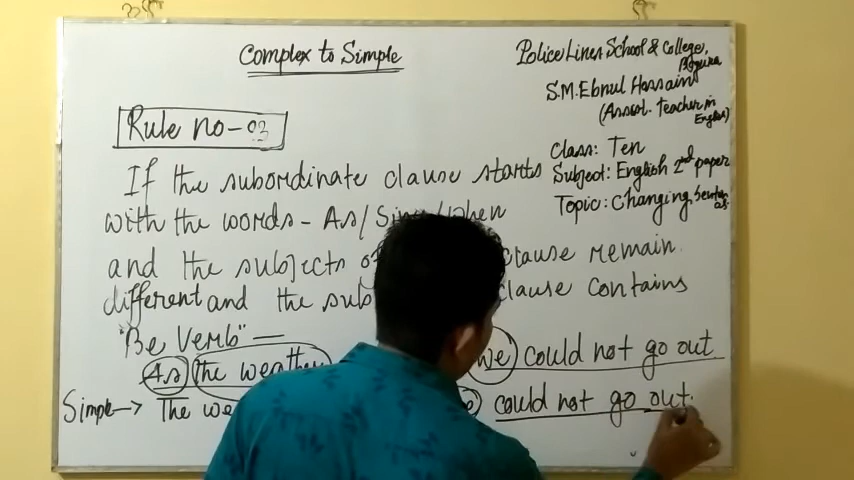 Complex to Simple
Police Lines School & College,
Bogura
S.M. Ebnul Hossain
(Assist. Teacher in
English)
Class: Ten
Subject: English 2nd paper
Topic: Changing
Rule no-03
If the subordinate clause starts
with the words - As/Since/when
and the subjects of clause remain
different and the sub clause contains
"Be Verb" —
As the weather we could not go out
Simple→ The we could not go out.